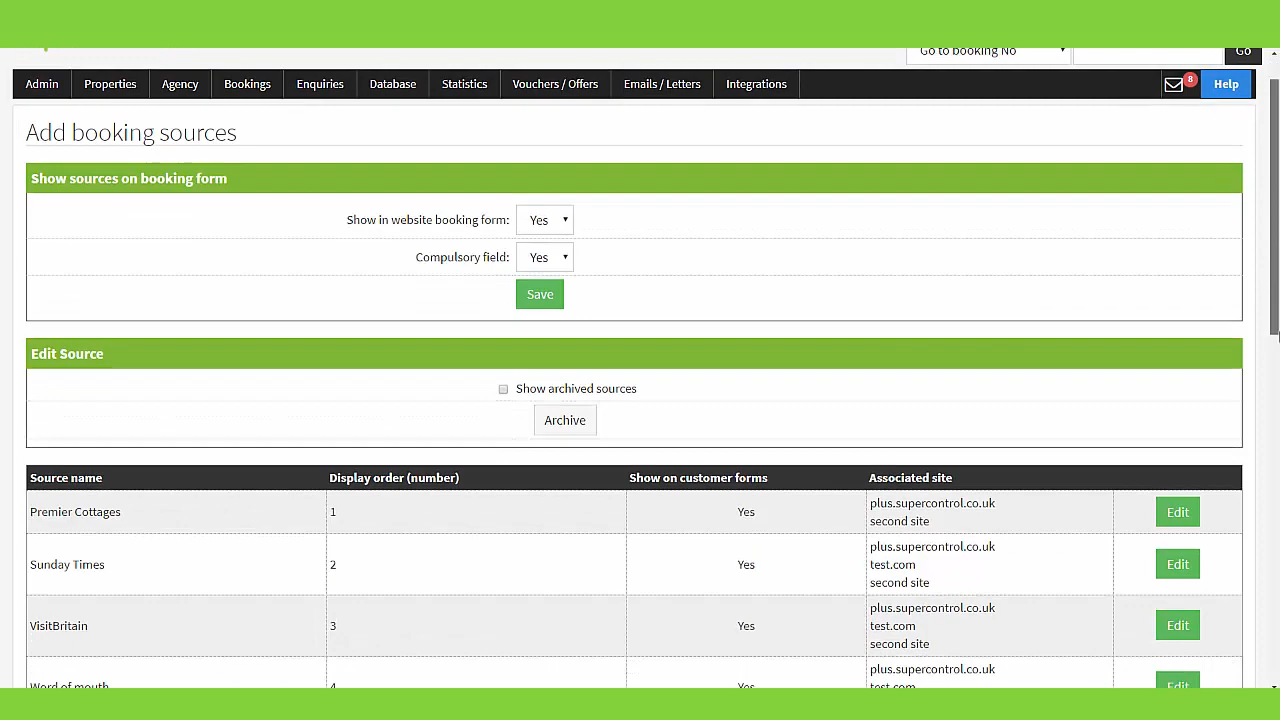 Go to booking No
Go
Admin Properties Agency Bookings Enquiries Database Statistics Vouchers / Offers Emails / Letters Integrations 8 Help
Add booking sources
Show sources on booking form
Show in website booking form: Yes
Compulsory field: Yes
Save
Edit Source
Show archived sources
Archive
Source name Display order (number) Show on customer forms Associated site
Premier Cottages 1 Yes plus.supercontrol.co.uk
second site
Edit
Sunday Times 2 Yes plus.supercontrol.co.uk
test.com
second site
Edit
VisitBritain 3 Yes plus.supercontrol.co.uk
test.com
second site
Edit
Word of mouth 4 Yes plus.supercontrol.co.uk
test.com
Edit